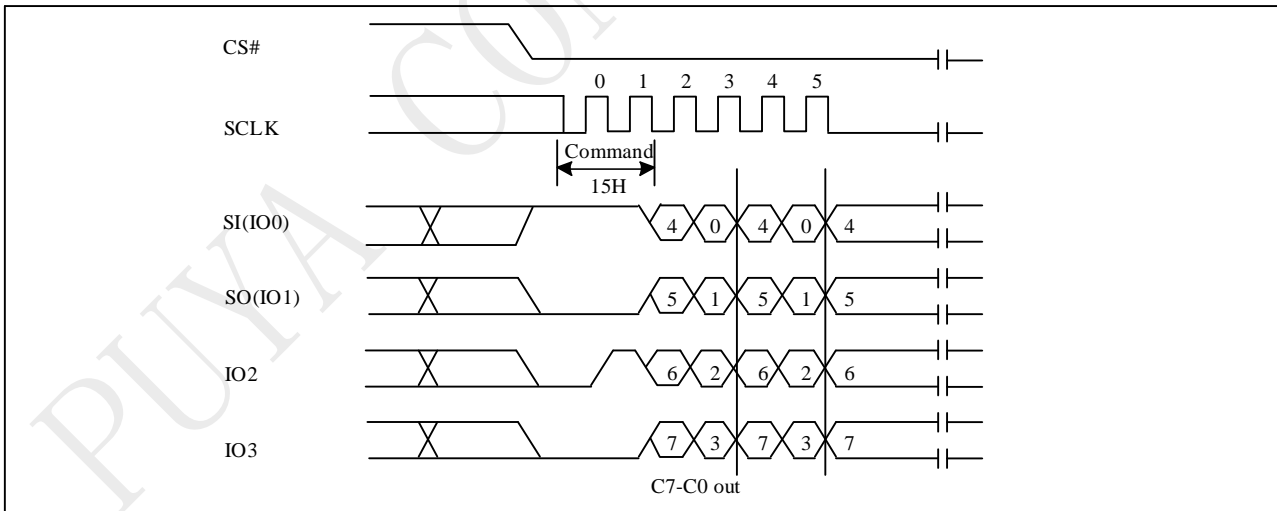 PUYA CON
CS#
0 1 2 3 4 5
SCLK
Command
15H
SI(IO0) 4 0 4 0 4
SO(IO1) 5 1 5 1 5
IO2 6 2 6 2 6
IO3 7 3 7 3 7
C7-C0 out